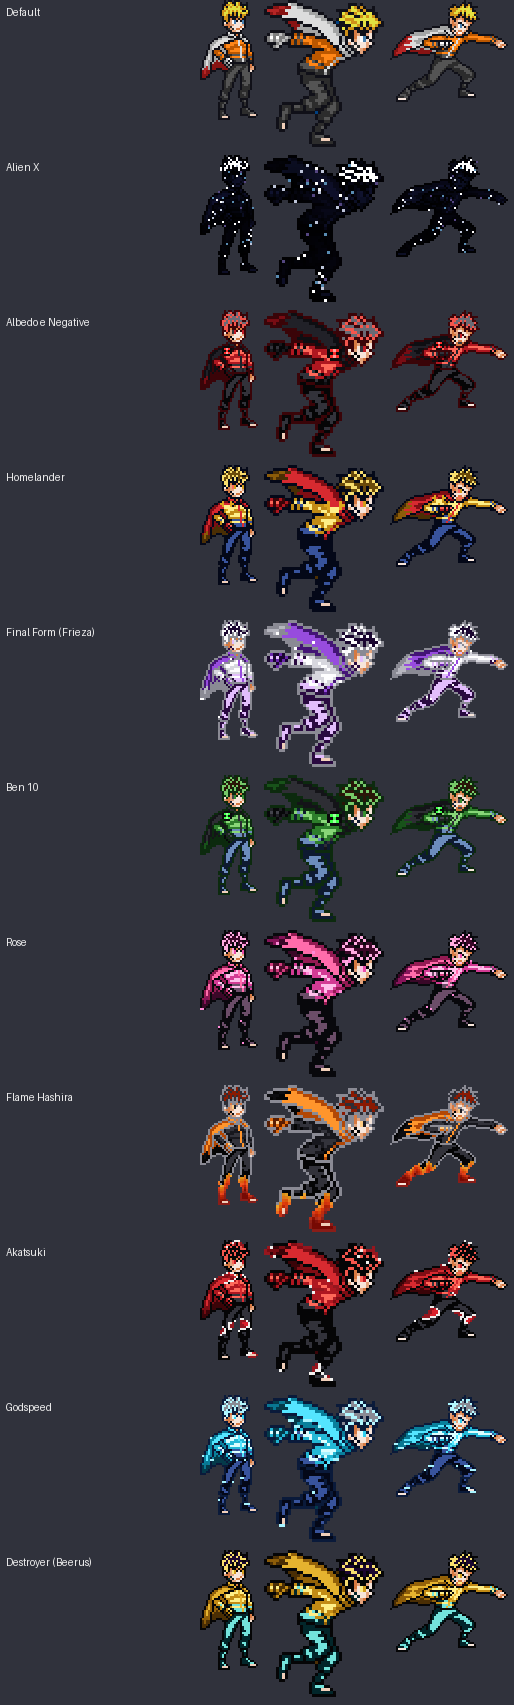 Default
Alien X
Albedo e Negative
Homelander
Final Form (Frieza)
Ben 10
Rose
Flame Hashira
Akatsuki
Godspeed
Destroyer (Beerus)